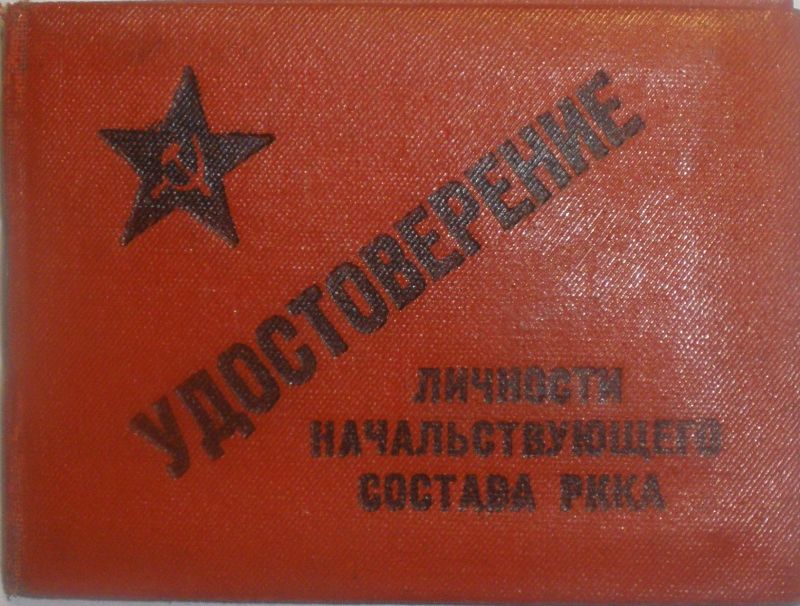 УДОСТОВЕРЕНИЕ
ЛИЧНОСТИ
НАЧАЛЬСТВУЮЩЕГО
СОСТАВА РККА